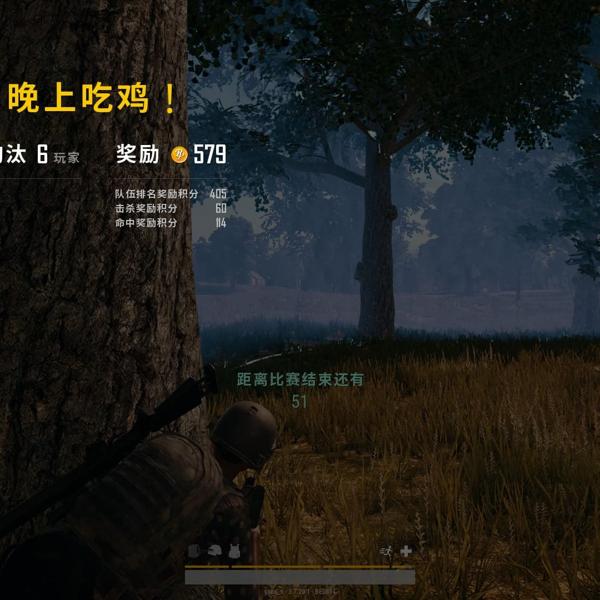 晚上吃鸡！
汰 6 玩家
奖励 579
队伍排名奖励积分 405
击杀奖励积分 60
命中奖励积分 114
距离比赛结束还有
51